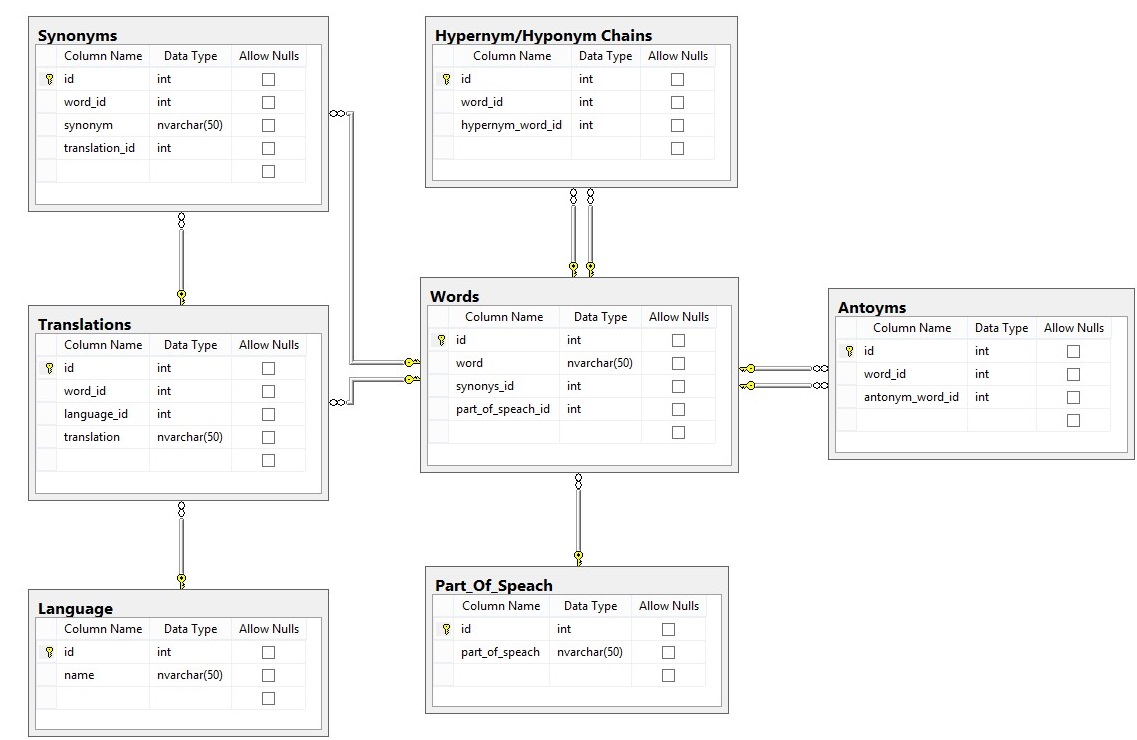 Synonyms
Column Name Data Type Allow Nulls
id int
word_id int
synonym nvarchar(50)
translation_id int
Hypernym/Hyponym Chains
Column Name Data Type Allow Nulls
id int
word_id int
hypernym_word_id int
Translations
Column Name Data Type Allow Nulls
id int
word_id int
language_id int
translation nvarchar(50)
Words
Column Name Data Type Allow Nulls
id int
word nvarchar(50)
synonys_id int
part_of_speach_id int
Antoyms
Column Name Data Type Allow Nulls
id int
word_id int
antonym_word_id int
Language
Column Name Data Type Allow Nulls
id int
name nvarchar(50)
Part_Of_Speach
Column Name Data Type Allow Nulls
id int
part_of_speach nvarchar(50)